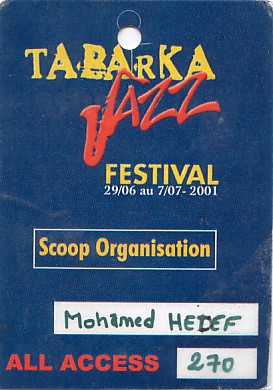 TABARKA
JAZZ
FESTIVAL
29/06 au 7/07- 2001
Scoop Organisation
Mohamed HEDEF
ALL ACCESS 270